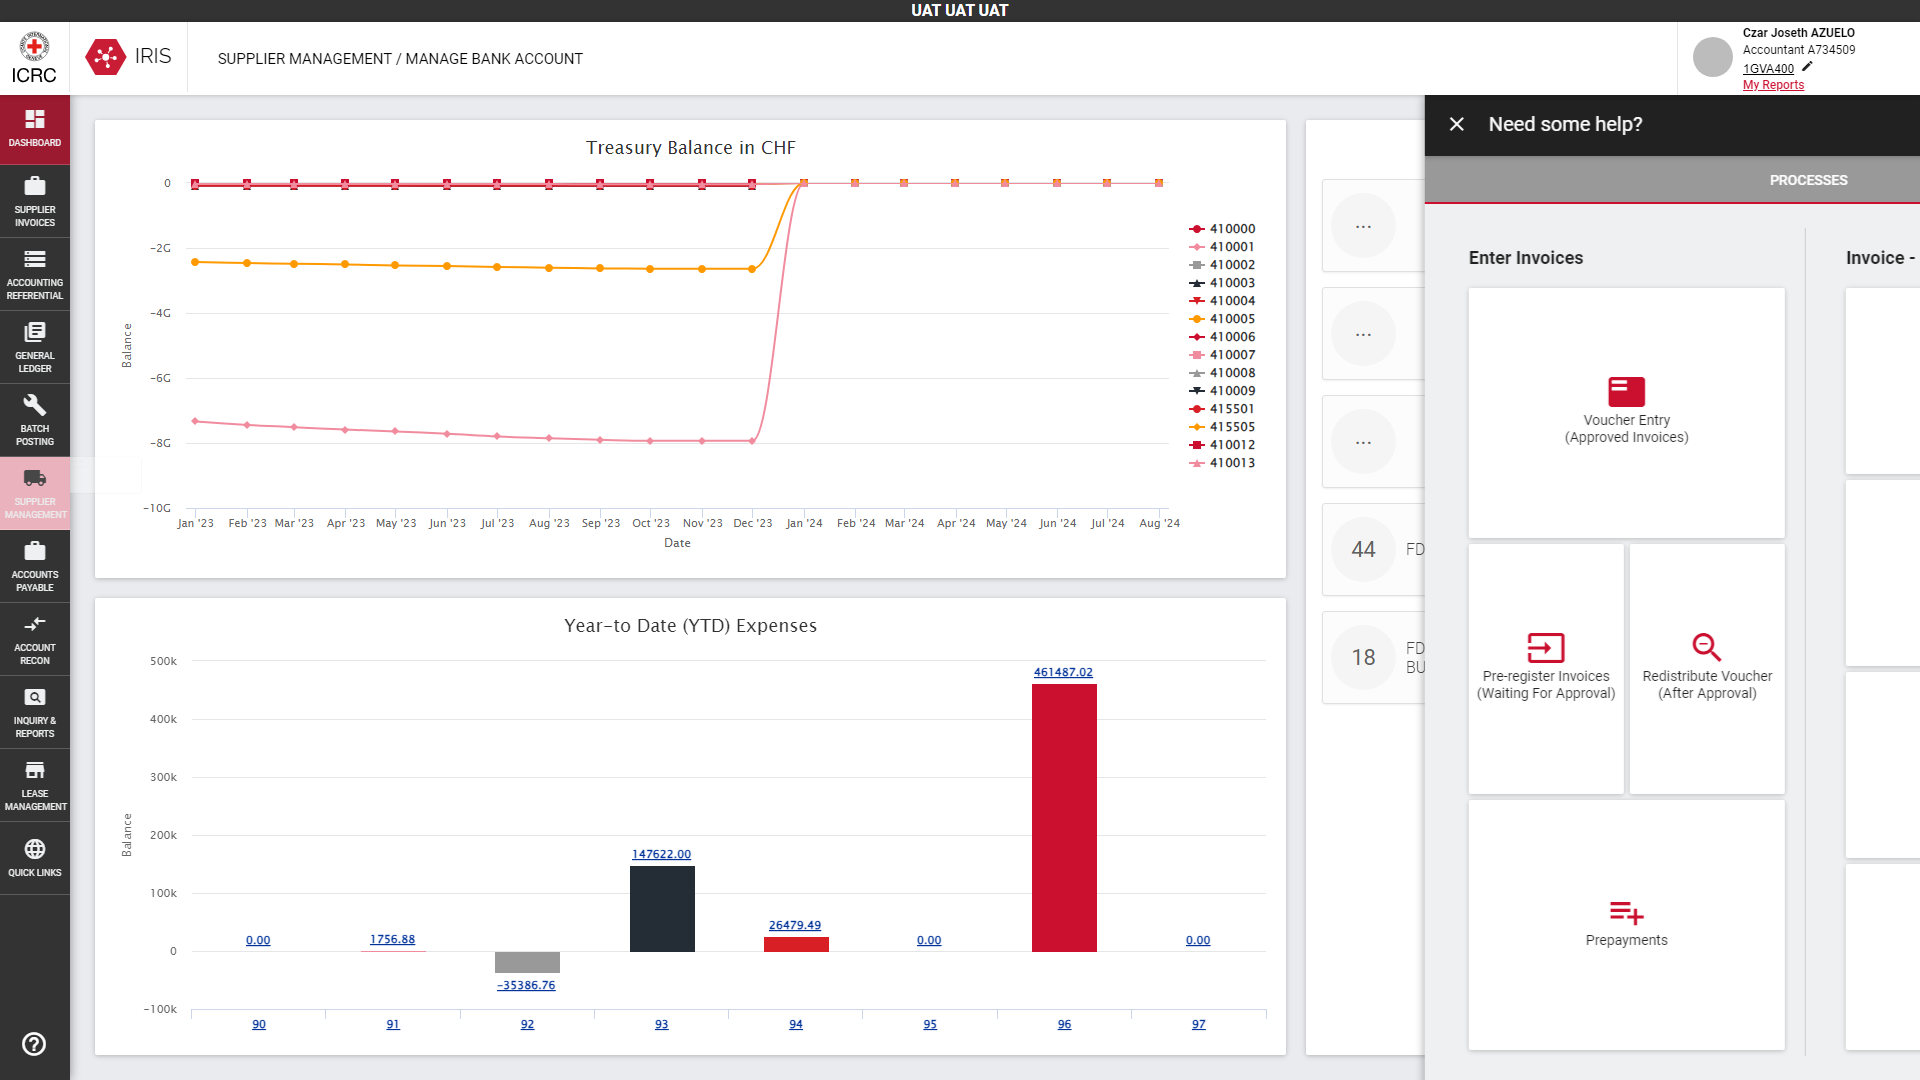 UAT UAT UAT
ICRC
IRIS
SUPPLIER MANAGEMENT / MANAGE BANK ACCOUNT
Czar Joseth AZUELO
Accountant A734509
1GVA400
My Reports
DASHBOARD
SUPPLIER
INVOICES
ACCOUNTING
REFERENTIAL
GENERAL
LEDGER
BATCH
POSTING
SUPPLIER
MANAGEMENT
ACCOUNTS
PAYABLE
ACCOUNT
RECON
INQUIRY &
REPORTS
LEASE
MANAGEMENT
QUICK LINKS
Treasury Balance in CHF
0
-2G
-4G
-6G
-8G
-10G
Balance
Jan '23 Feb '23 Mar '23 Apr '23 May '23 Jun '23 Jul '23 Aug '23 Sep '23 Oct '23 Nov '23 Dec '23 Jan '24 Feb '24 Mar '24 Apr '24 May '24 Jun '24 Jul '24 Aug '24
Date
410000
410001
410002
410003
410004
410005
410006
410007
410008
410009
415501
415505
410012
410013
Year-to Date (YTD) Expenses
500k
400k
300k
200k
100k
0
-100k
Balance
0.00
1756.88
-35386.76
147622.00
26479.49
0.00
461487.02
0.00
90 91 92 93 94 95 96 97
...
...
...
44 FD
18 FD
BU
Need some help?
PROCESSES
Enter Invoices
Voucher Entry
(Approved Invoices)
Pre-register Invoices
(Waiting For Approval)
Redistribute Voucher
(After Approval)
Prepayments
Invoice -